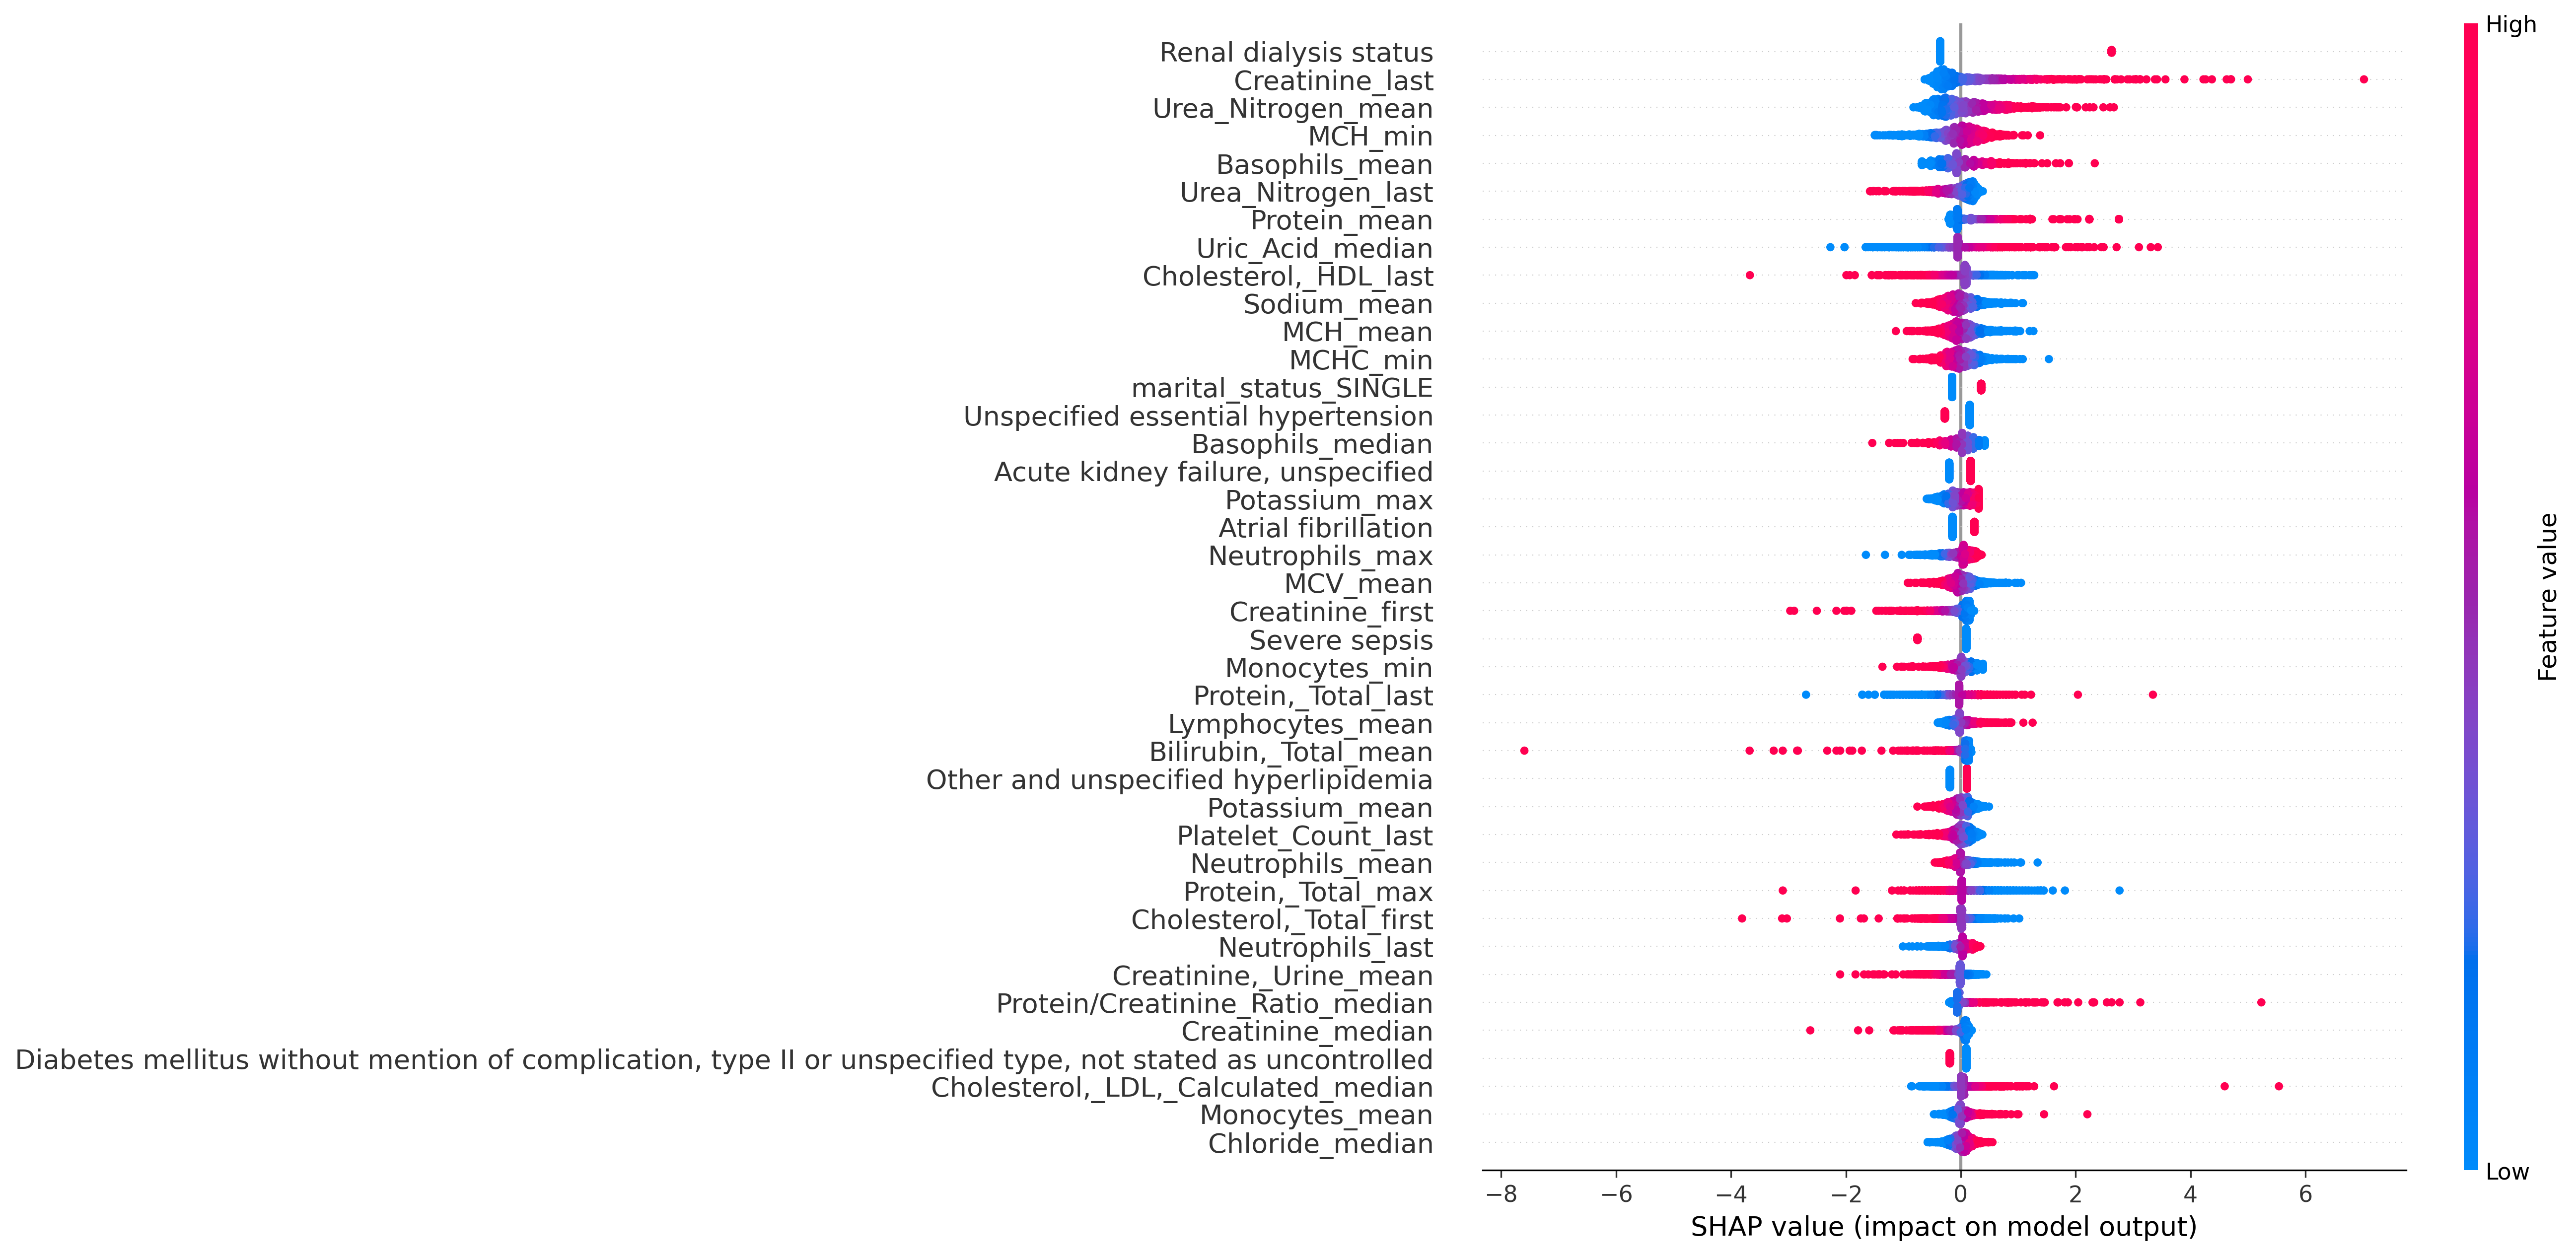 High
Renal dialysis status
Creatinine_last
Urea_Nitrogen_mean
MCH_min
Basophils_mean
Urea_Nitrogen_last
Protein_mean
Uric_Acid_median
Cholesterol,_HDL_last
Sodium_mean
MCH_mean
MCHC_min
marital_status_SINGLE
Unspecified essential hypertension
Basophils_median
Acute kidney failure, unspecified
Potassium_max
Atrial fibrillation
Neutrophils_max
MCV_mean
Creatinine_first
Severe sepsis
Monocytes_min
Protein,_Total_last
Lymphocytes_mean
Bilirubin,_Total_mean
Other and unspecified hyperlipidemia
Potassium_mean
Platelet_Count_last
Neutrophils_mean
Protein,_Total_max
Cholesterol,_Total_first
Neutrophils_last
Creatinine,_Urine_mean
Protein/Creatinine_Ratio_median
Creatinine_median
Diabetes mellitus without mention of complication, type II or unspecified type, not stated as uncontrolled
Cholesterol,_LDL,_Calculated_median
Monocytes_mean
Chloride_median
Feature value
Low
−8 −6 −4 −2 0 2 4 6
SHAP value (impact on model output)